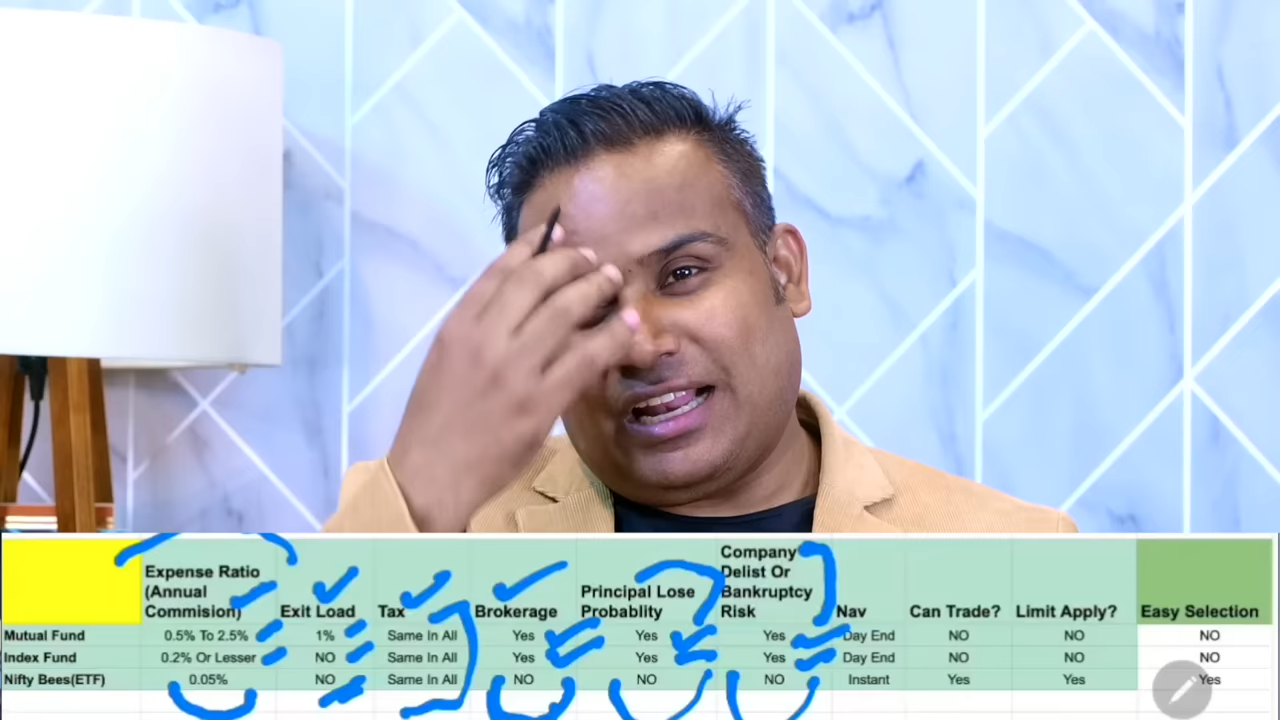 Expense Ratio (Annual Commision) Exit Load Tax Brokerage Principal Lose Probablity Company Delist Or Bankruptcy Risk Nav Can Trade? Limit Apply? Easy Selection
Mutual Fund 0.5% To 2.5% 1% Same In All Yes Yes Yes Day End NO NO NO
Index Fund 0.2% Or Lesser NO Same In All Yes Yes Yes Day End NO NO NO
Nifty Bees(ETF) 0.05% NO Same In All NO NO NO Instant Yes Yes Yes